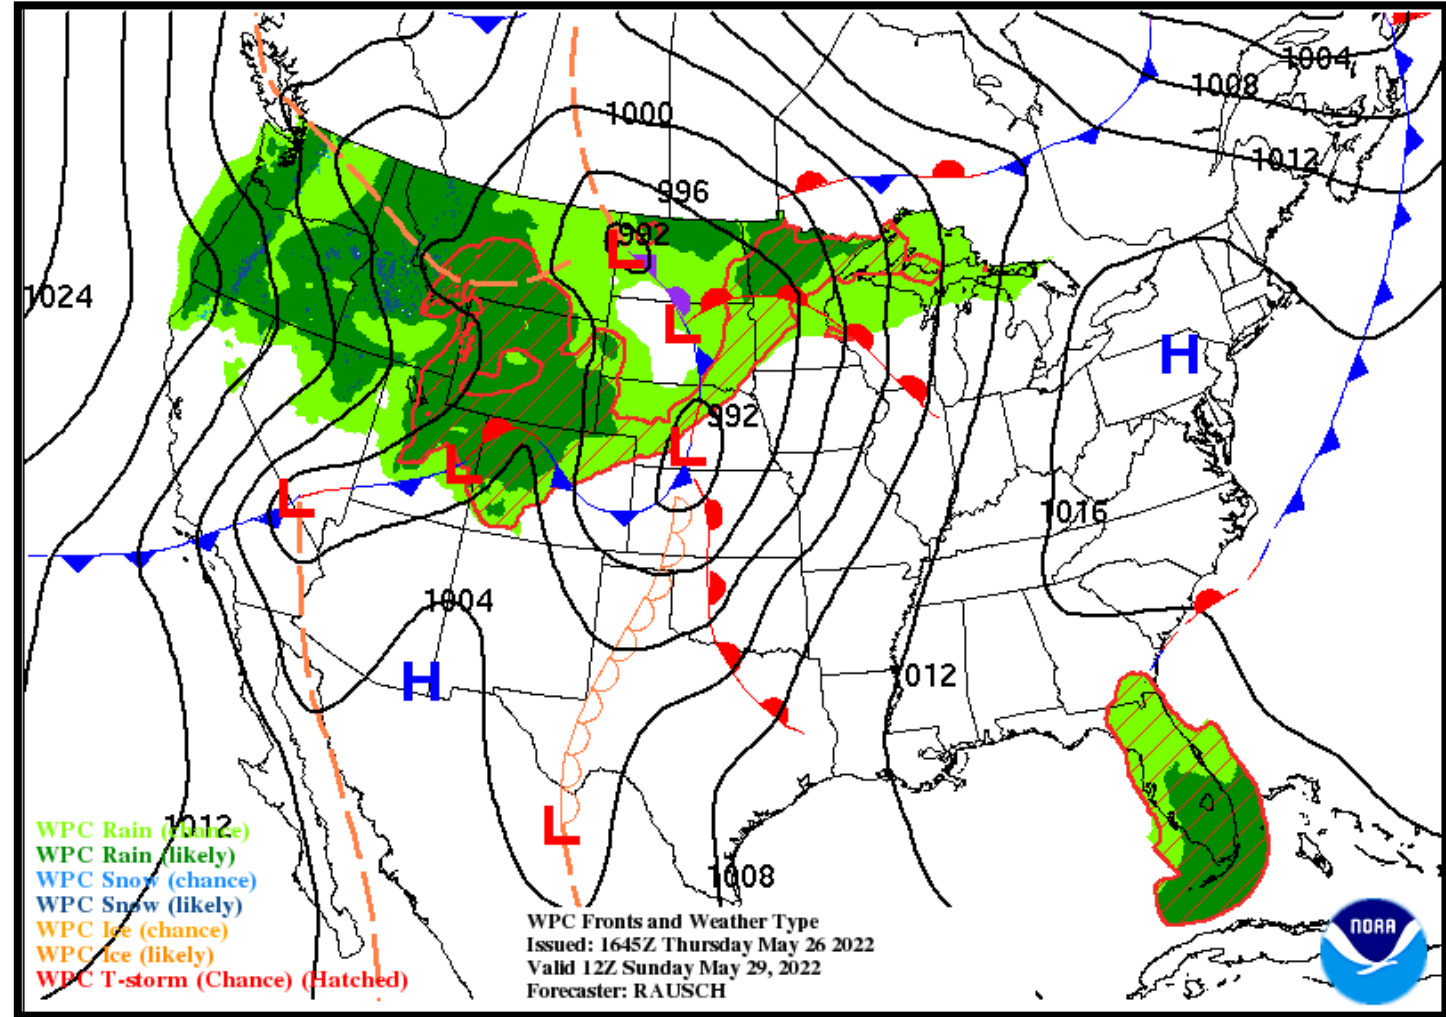 1004
1008
1000
1012
996
992
1024
H
L
L
992
L
L
L
1016
1004
H
1012
L
1012
1008
WPC Rain (chance)
WPC Rain (likely)
WPC Snow (chance)
WPC Snow (likely)
WPC Ice (chance)
WPC Ice (likely)
WPC T-storm (Chance) (Hatched)
WPC Fronts and Weather Type
Issued: 1645Z Thursday May 26 2022
Valid 12Z Sunday May 29, 2022
Forecaster: RAUSCH
NOAA